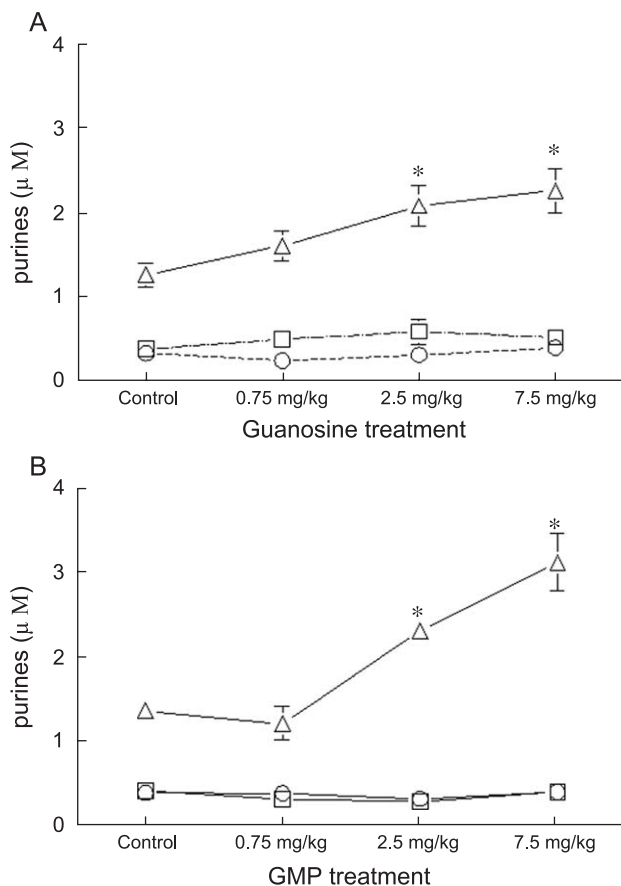 A
4
3
2
1
0
purines (μ M)
* *
Control 0.75 mg/kg 2.5 mg/kg 7.5 mg/kg
Guanosine treatment
B
4
3
2
1
0
purines (μ M)
* *
Control 0.75 mg/kg 2.5 mg/kg 7.5 mg/kg
GMP treatment